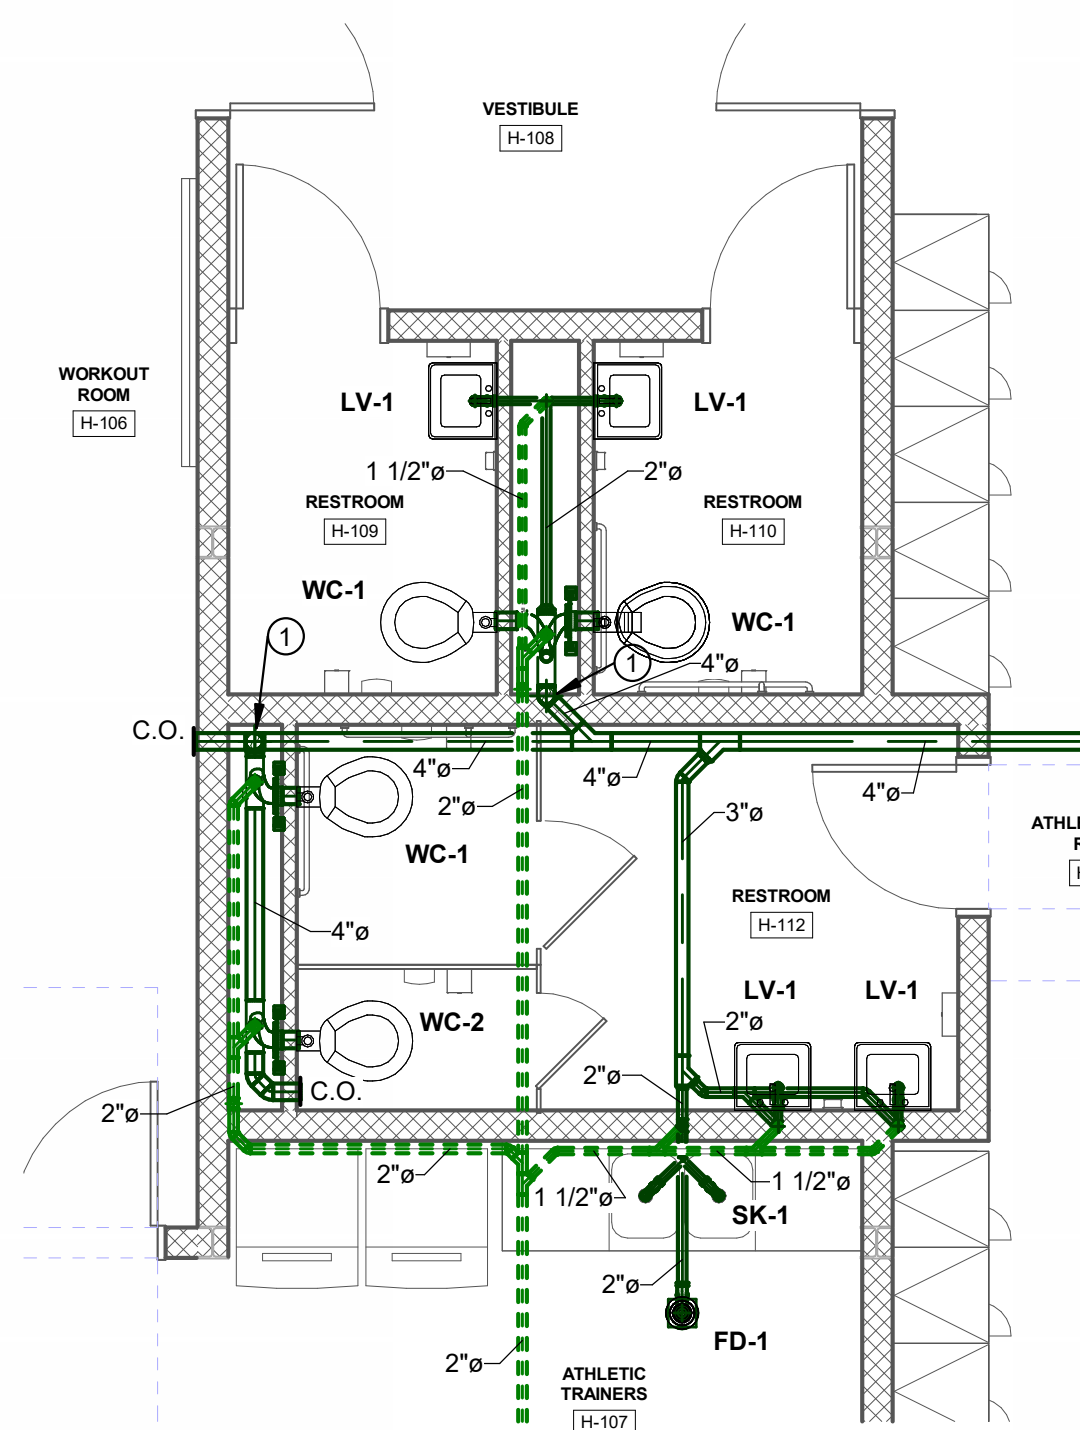 VESTIBULE
H-108
WORKOUT
ROOM
H-106
LV-1
LV-1
1 1/2"ø
2"ø
RESTROOM
H-109
RESTROOM
H-110
WC-1
WC-1
1
1
4"ø
C.O.
4"ø
4"ø
4"ø
2"ø
3"ø
WC-1
RESTROOM
H-112
4"ø
LV-1
LV-1
WC-2
2"ø
2"ø
C.O.
2"ø
2"ø
1 1/2"ø
1 1/2"ø
SK-1
2"ø
FD-1
2"ø
ATHLETIC
TRAINERS
H-107